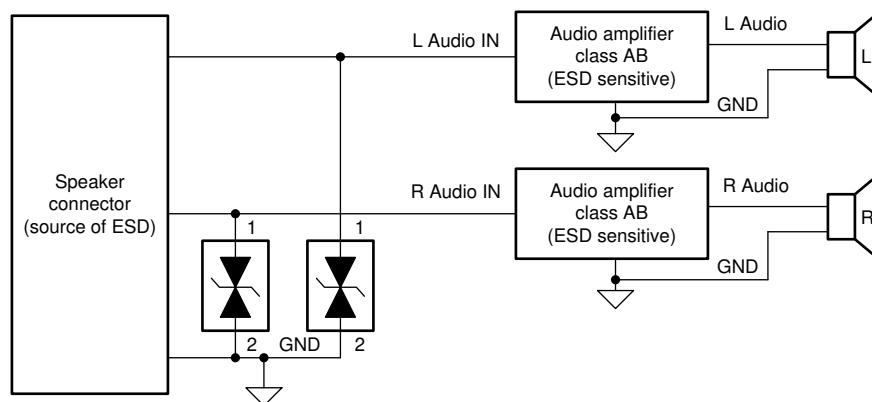 Speaker
connector
(source of ESD)
L Audio IN
Audio amplifier
class AB
(ESD sensitive)
L Audio
GND
L
R Audio IN
Audio amplifier
class AB
(ESD sensitive)
R Audio
GND
R
1
1
2
GND
2